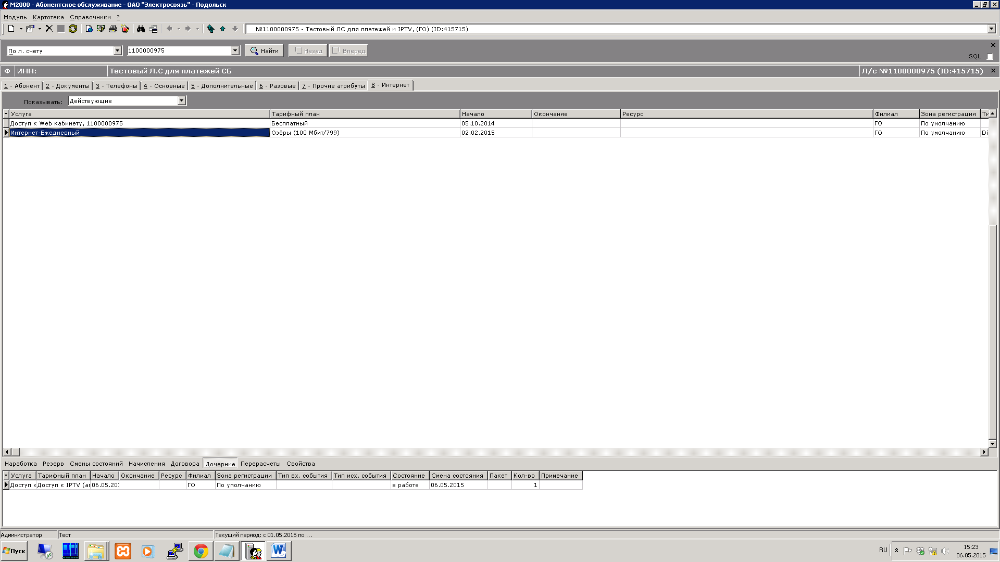 М2000 - Абонентское обслуживание - ОАО "Электросвязь" - Подольск
Модуль Картотека Справочники ?
№1100000975 - Тестовый ЛС для платежей и IPTV, (ГО) (ID:415715)
По л. счету 1100000975 Найти Назад Вперед
SQL
Ф ИНН: Тестовый Л.С для платежей СБ Л/с №1100000975 (ID:415715)
1 - Абонент 2 - Документы 3 - Телефоны 4 - Основные 5 - Дополнительные 6 - Разовые 7 - Прочие атрибуты 8 - Интернет
Показывать: Действующие
Услуга Тарифный план Начало Окончание Ресурс Филиал Зона регистрации Ти
Доступ к Web кабинету, 1100000975 Бесплатный 05.10.2014 ГО По умолчанию
Интернет-Ежедневный Озёры (100 Мбит/799) 02.02.2015 ГО По умолчанию Di
Наработка Резерв Смены состояний Начисления Договора Дочерние Перерасчеты Свойства
Услуга Тарифный план Начало Окончание Ресурс Филиал Зона регистрации Тип вх. события Тип исх. события Состояние Смена состояния Пакет Кол-во Примечание
Доступ к Доступ к IPTV (ar 06.05.20 ГО По умолчанию в работе 06.05.2015 1
Администратор Тест Текущий период: с 01.05.2015 по ...
Пуск RU 15:23
06.05.2015